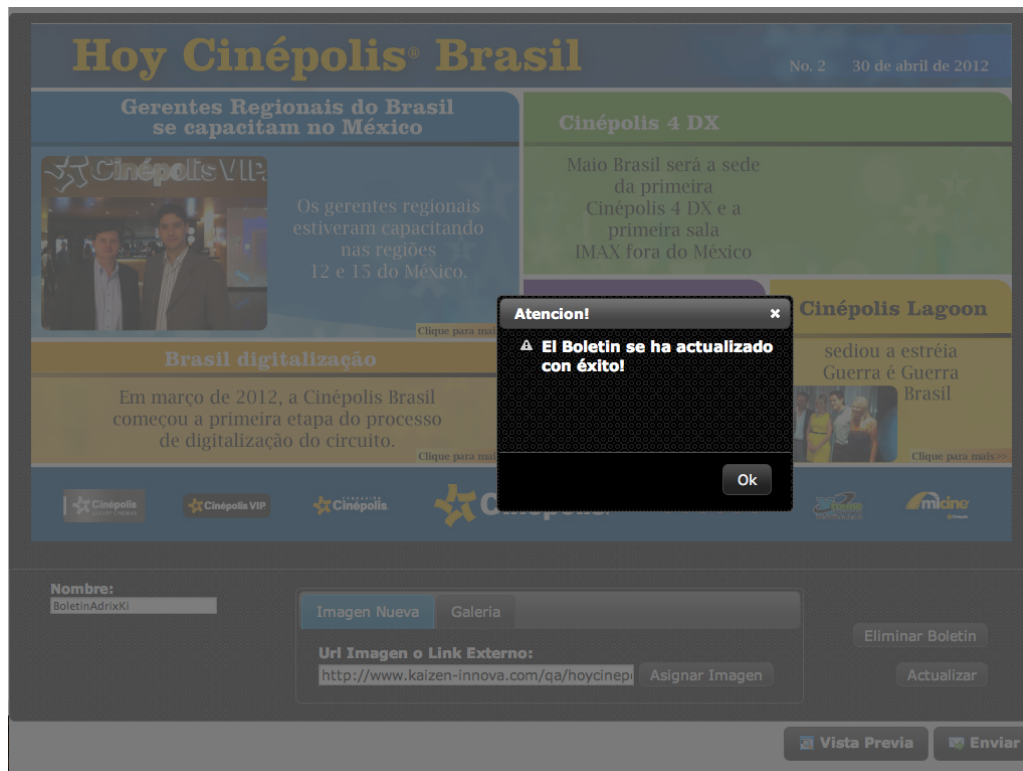 Hoy Cinépolis® Brasil
No. 2 30 de abril de 2012
Gerentes Regionais do Brasil
se capacitam no México
Cinépolis VIP
Os gerentes regionais
estiveram capacitando
nas regiões
12 e 15 do México.
Clique para mai
Cinépolis 4 DX
Maio Brasil será a sede
da primeira
Cinépolis 4 DX e a
primeira sala
IMAX fora do México
Brasil digitalização
Em março de 2012, a Cinépolis Brasil
começou a primeira etapa do processo
de digitalização do circuito.
Clique para mai
Cinépolis Lagoon
sediou a estréia
Guerra é Guerra
Brasil
Clique para mais>>
Atencion!
El Boletin se ha actualizado
con éxito!
Ok
Cinépolis
Cinépolis VIP
Cinépolis
micine
Nombre:
BoletinAdrixKi
Imagen Nueva Galeria
Url Imagen o Link Externo:
http://www.kaizen-innova.com/qa/hoycinep Asignar Imagen
Eliminar Boletin
Actualizar
Vista Previa Enviar